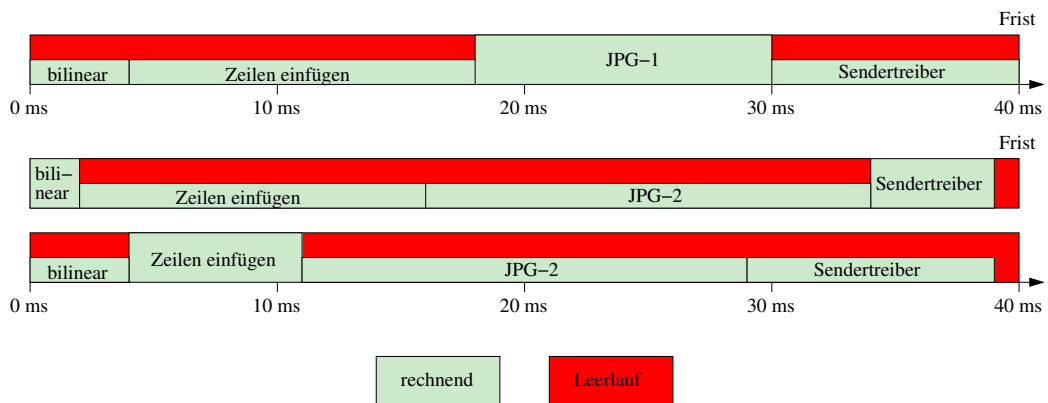 Frist
bilinear
Zeilen einfügen
JPG−1
Sendertreiber
0 ms
10 ms
20 ms
30 ms
40 ms
Frist
bili−
near
Zeilen einfügen
JPG−2
Sendertreiber
bilinear
Zeilen einfügen
JPG−2
Sendertreiber
0 ms
10 ms
20 ms
30 ms
40 ms
rechnend
Leerlauf